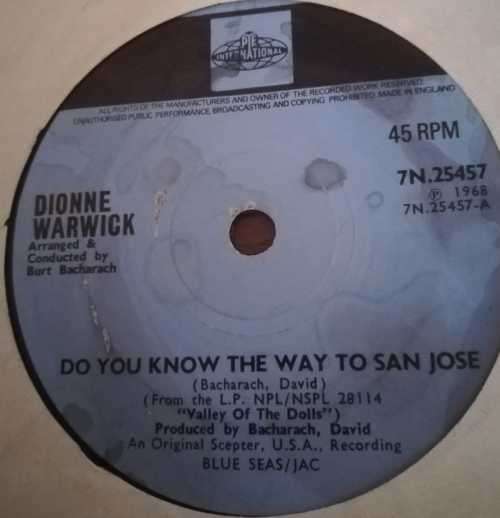 PYE
INTERNATIONAL
ALL RIGHTS OF THE MANUFACTURERS AND OWNER OF THE RECORDED WORK RESERVED
UNAUTHORISED PUBLIC PERFORMANCE, BROADCASTING AND COPYING PROHIBITED. MADE IN ENGLAND
45 RPM
7N.25457
℗ 1968
7N.25457-A
DIONNE
WARWICK
Arranged &
Conducted by
Burt Bacharach
DO YOU KNOW THE WAY TO SAN JOSE
(Bacharach, David)
(From the L.P. NPL/NSPL 28114
"Valley Of The Dolls")
Produced by Bacharach, David
An Original Scepter, U.S.A., Recording
BLUE SEAS/JAC